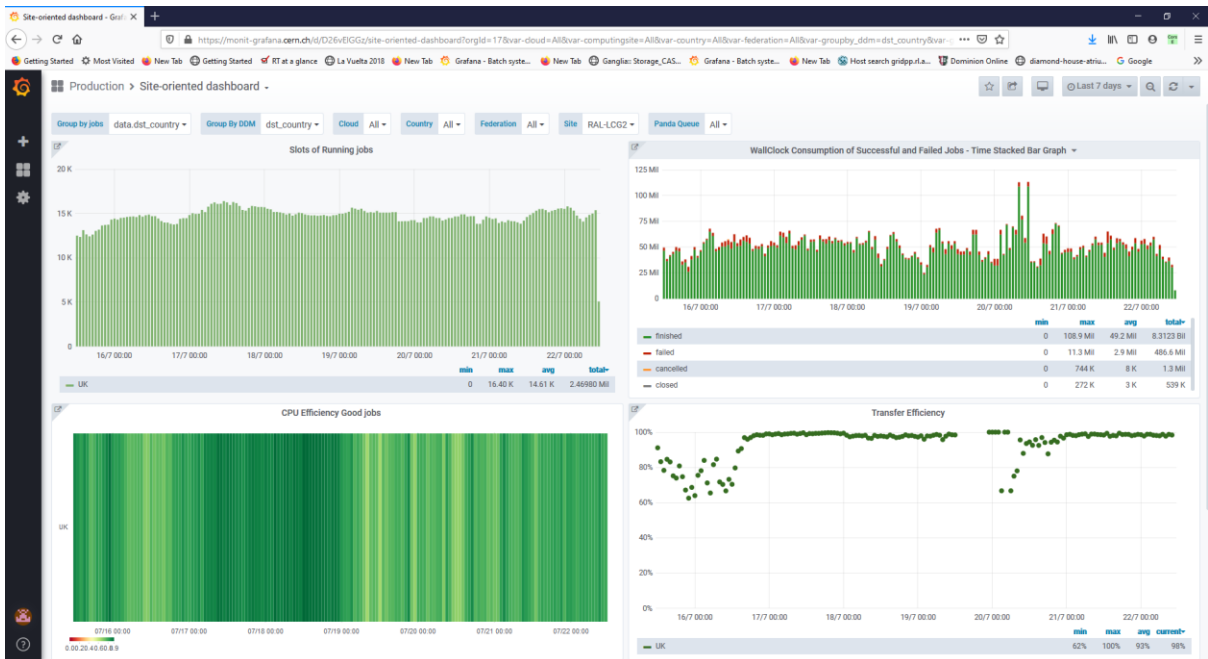 Site-oriented dashboard - Graf
https://monit-grafana.cern.ch/d/D26vEIGGz/site-oriented-dashboard?orgId=17&var-cloud=All&var-computingsite=All&var-country=All&var-federation=All&var-groupby_ddm=dst_country&var-
Getting Started Most Visited New Tab Getting Started RT at a glance La Vuelta 2018 New Tab Grafana - Batch syste... New Tab Ganglia: Storage_CAS... Grafana - Batch syste... New Tab Host search gridpp.rl.a... Dominion Online diamond-house-atriu... Google
Production > Site-oriented dashboard
Last 7 days
Group by jobs data.dst_country Group By DDM dst_country Cloud All Country All Federation All Site RAL-LCG2 Panda Queue All
Slots of Running jobs
20 K
15 K
10 K
5 K
0
16/7 00:00 17/7 00:00 18/7 00:00 19/7 00:00 20/7 00:00 21/7 00:00 22/7 00:00
min max avg total
UK 0 16.40 K 14.61 K 2.46980 Mil
WallClock Consumption of Successful and Failed Jobs - Time Stacked Bar Graph
125 Mil
100 Mil
75 Mil
50 Mil
25 Mil
0
16/7 00:00 17/7 00:00 18/7 00:00 19/7 00:00 20/7 00:00 21/7 00:00 22/7 00:00
min max avg total
finished 0 108.9 Mil 49.2 Mil 8.3123 Bil
failed 0 11.3 Mil 2.9 Mil 486.6 Mil
cancelled 0 744 K 8 K 1.3 Mil
closed 0 272 K 3 K 539 K
CPU Efficiency Good jobs
UK
07/16 00:00 07/17 00:00 07/18 00:00 07/19 00:00 07/20 00:00 07/21 00:00 07/22 00:00
0.00.20.40.60.8.9
Transfer Efficiency
100%
80%
60%
40%
20%
0%
16/7 00:00 17/7 00:00 18/7 00:00 19/7 00:00 20/7 00:00 21/7 00:00 22/7 00:00
min max avg current
UK 62% 100% 93% 98%